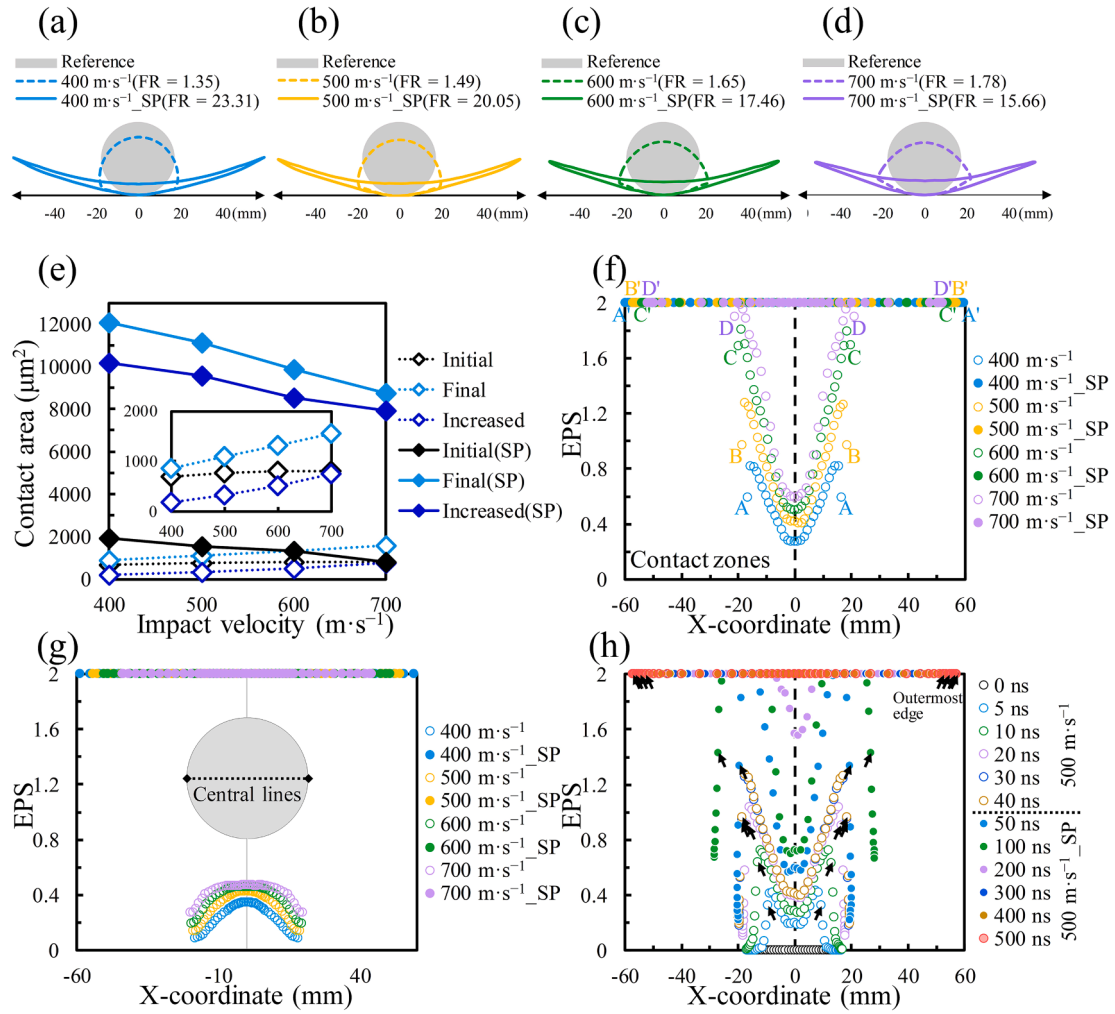 (a)
Reference
400 m·s⁻¹(FR = 1.35)
400 m·s⁻¹_SP(FR = 23.31)
-40 -20 0 20 40(mm)
(b)
Reference
500 m·s⁻¹(FR = 1.49)
500 m·s⁻¹_SP(FR = 20.05)
-40 -20 0 20 40(mm)
(c)
Reference
600 m·s⁻¹(FR = 1.65)
600 m·s⁻¹_SP(FR = 17.46)
-40 -20 0 20 40(mm)
(d)
Reference
700 m·s⁻¹(FR = 1.78)
700 m·s⁻¹_SP(FR = 15.66)
-40 -20 0 20 40(mm)
(e)
Contact area (μm²)
12000
10000
8000
6000
4000
2000
0
400 500 600 700
Impact velocity (m·s⁻¹)
2000
1000
0
400 500 600 700
Initial
Final
Increased
Initial(SP)
Final(SP)
Increased(SP)
(f)
B' D' D' B'
A' C' C' A'
D D
C C
B B
A A
EPS
2
1.6
1.2
0.8
0.4
0
Contact zones
-60 -40 -20 0 20 40 60
X-coordinate (mm)
400 m·s⁻¹
400 m·s⁻¹_SP
500 m·s⁻¹
500 m·s⁻¹_SP
600 m·s⁻¹
600 m·s⁻¹_SP
700 m·s⁻¹
700 m·s⁻¹_SP
(g)
EPS
2
1.6
1.2
0.8
0.4
0
Central lines
-60 -10 40
X-coordinate (mm)
400 m·s⁻¹
400 m·s⁻¹_SP
500 m·s⁻¹
500 m·s⁻¹_SP
600 m·s⁻¹
600 m·s⁻¹_SP
700 m·s⁻¹
700 m·s⁻¹_SP
(h)
EPS
2
1.6
1.2
0.8
0.4
0
Outermost
edge
-60 -40 -20 0 20 40 60
X-coordinate (mm)
0 ns
5 ns
10 ns
20 ns
30 ns
40 ns
500 m·s⁻¹
50 ns
100 ns
200 ns
300 ns
400 ns
500 ns
500 m·s⁻¹_SP